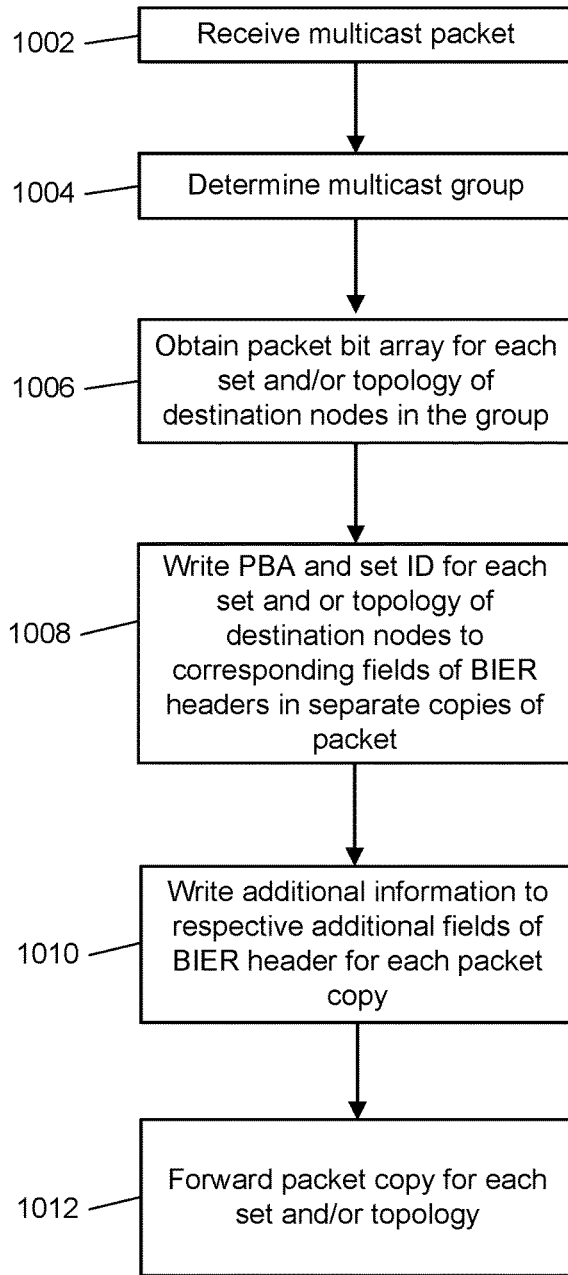 1002
Receive multicast packet
1004
Determine multicast group
1006
Obtain packet bit array for each
set and/or topology of
destination nodes in the group
1008
Write PBA and set ID for each
set and or topology of
destination nodes to
corresponding fields of BIER
headers in separate copies of
packet
1010
Write additional information to
respective additional fields of
BIER header for each packet
copy
1012
Forward packet copy for each
set and/or topology